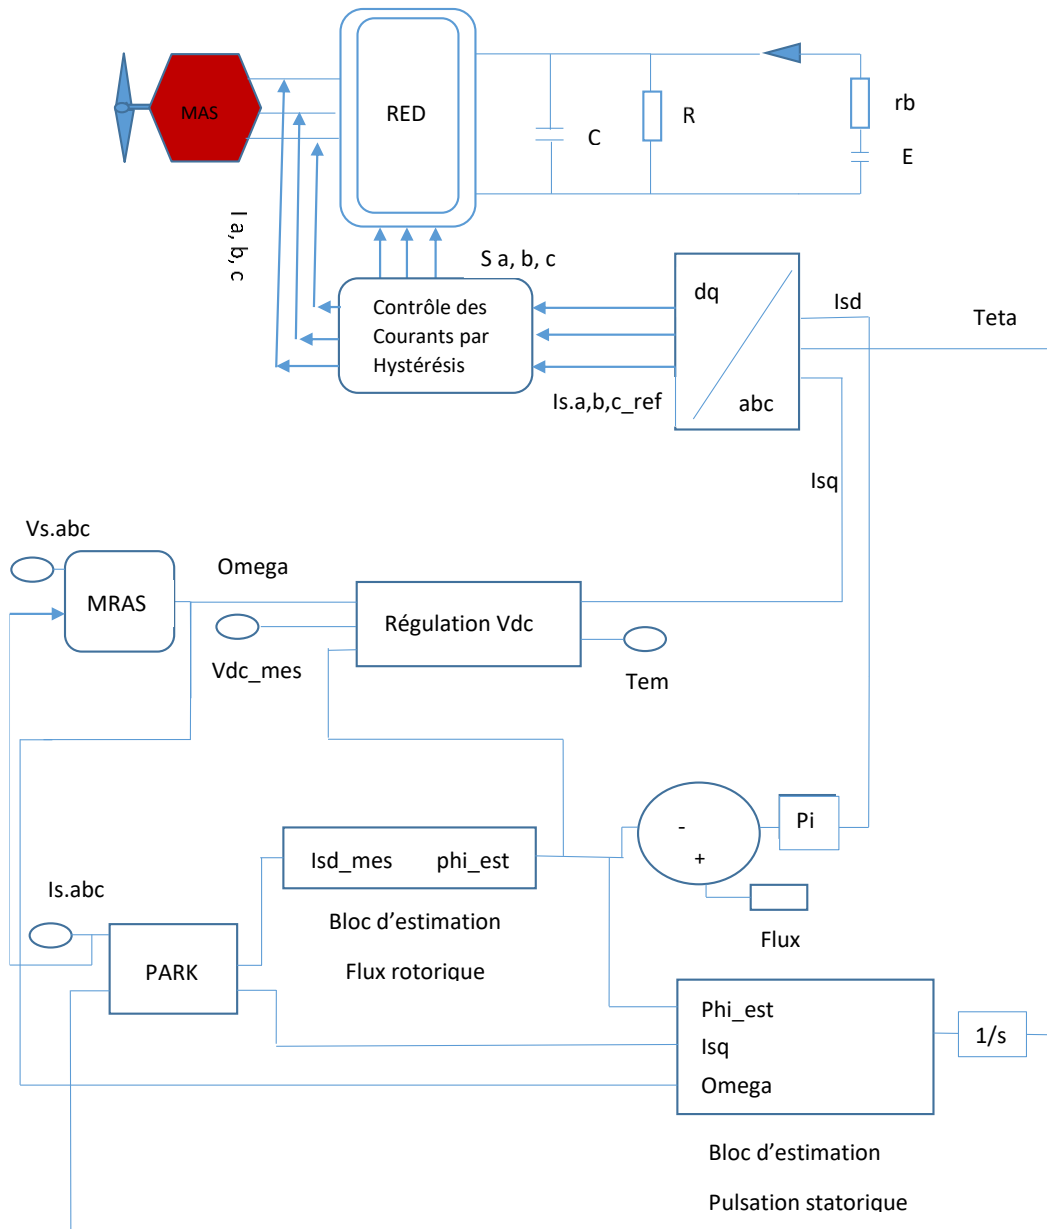 MAS
RED
C
R
rb
E
I a, b, c
S a, b, c
Contrôle des
Courants par
Hystérésis
dq
abc
Isd
Teta
Is.a,b,c_ref
Isq
Vs.abc
MRAS
Omega
Régulation Vdc
Vdc_mes
Tem
-
+
Pi
Isd_mes phi_est
Flux
Is.abc
Bloc d’estimation
Flux rotorique
PARK
Phi_est
Isq
Omega
1/s
Bloc d’estimation
Pulsation statorique